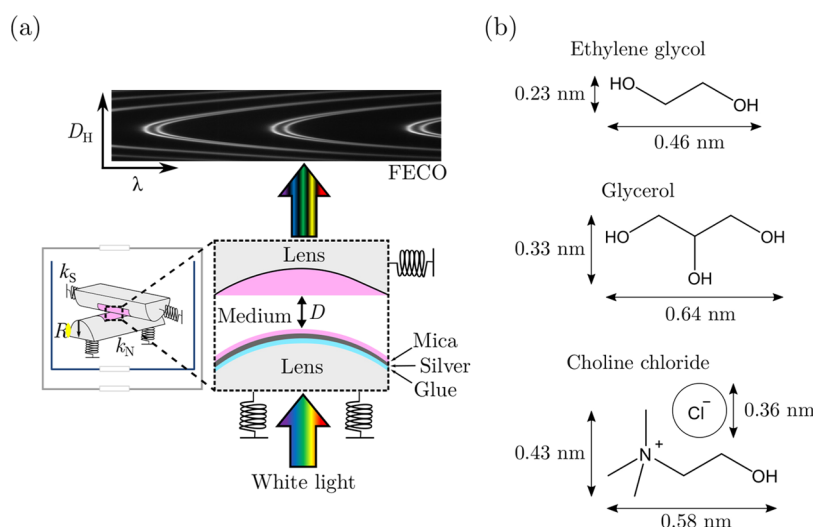 (a)
D_H
λ
FECO
k_S
R
k_N
Lens
Medium
D
Mica
Silver
Glue
Lens
White light
(b)
Ethylene glycol
0.23 nm
HO
OH
0.46 nm
Glycerol
0.33 nm
HO
OH
OH
0.64 nm
Choline chloride
Cl⁻
0.36 nm
0.43 nm
N⁺
OH
0.58 nm